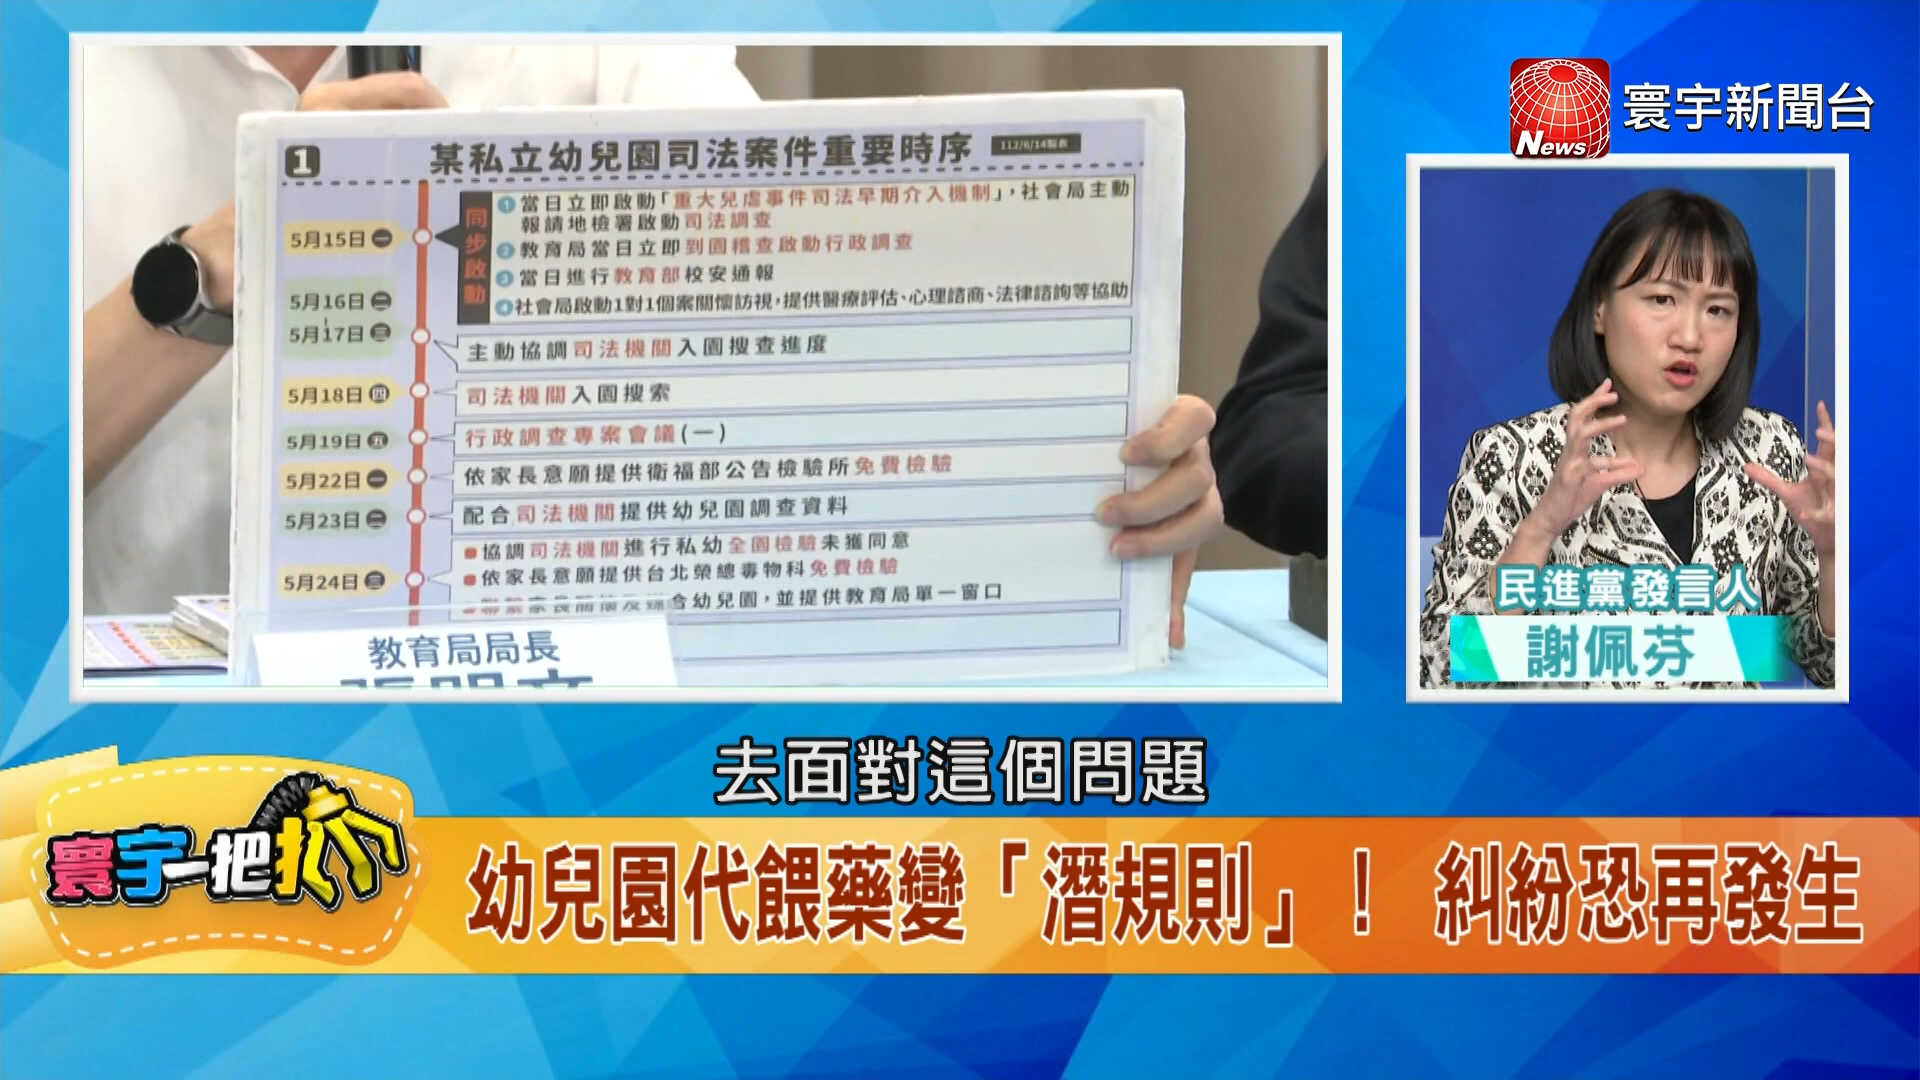 寰宇新聞台
News
1
某私立幼兒園司法案件重要時序
112/6/14製表
同步啟動
5月15日 一
1 當日立即啟動「重大兒虐事件司法早期介入機制」,社會局主動
報請地檢署啟動司法調查
2 教育局當日立即到園稽查啟動行政調查
3 當日進行教育部校安通報
4 社會局啟動1對1個案關懷訪視,提供醫療評估、心理諮商、法律諮詢等協助
5月16日 二
5月17日 三
主動協調司法機關入園搜查進度
5月18日 四
司法機關入園搜索
5月19日 五
行政調查專案會議(一)
5月22日 一
依家長意願提供衛福部公告檢驗所免費檢驗
5月23日 二
配合司法機關提供幼兒園調查資料
5月24日 三
協調司法機關進行私幼全園檢驗未獲同意
依家長意願提供台北榮總毒物科免費檢驗
合幼兒園,並提供教育局單一窗口
教育局局長
民進黨發言人
謝佩芬
去面對這個問題
寰宇一把抓
幼兒園代餵藥變「潛規則」! 糾紛恐再發生